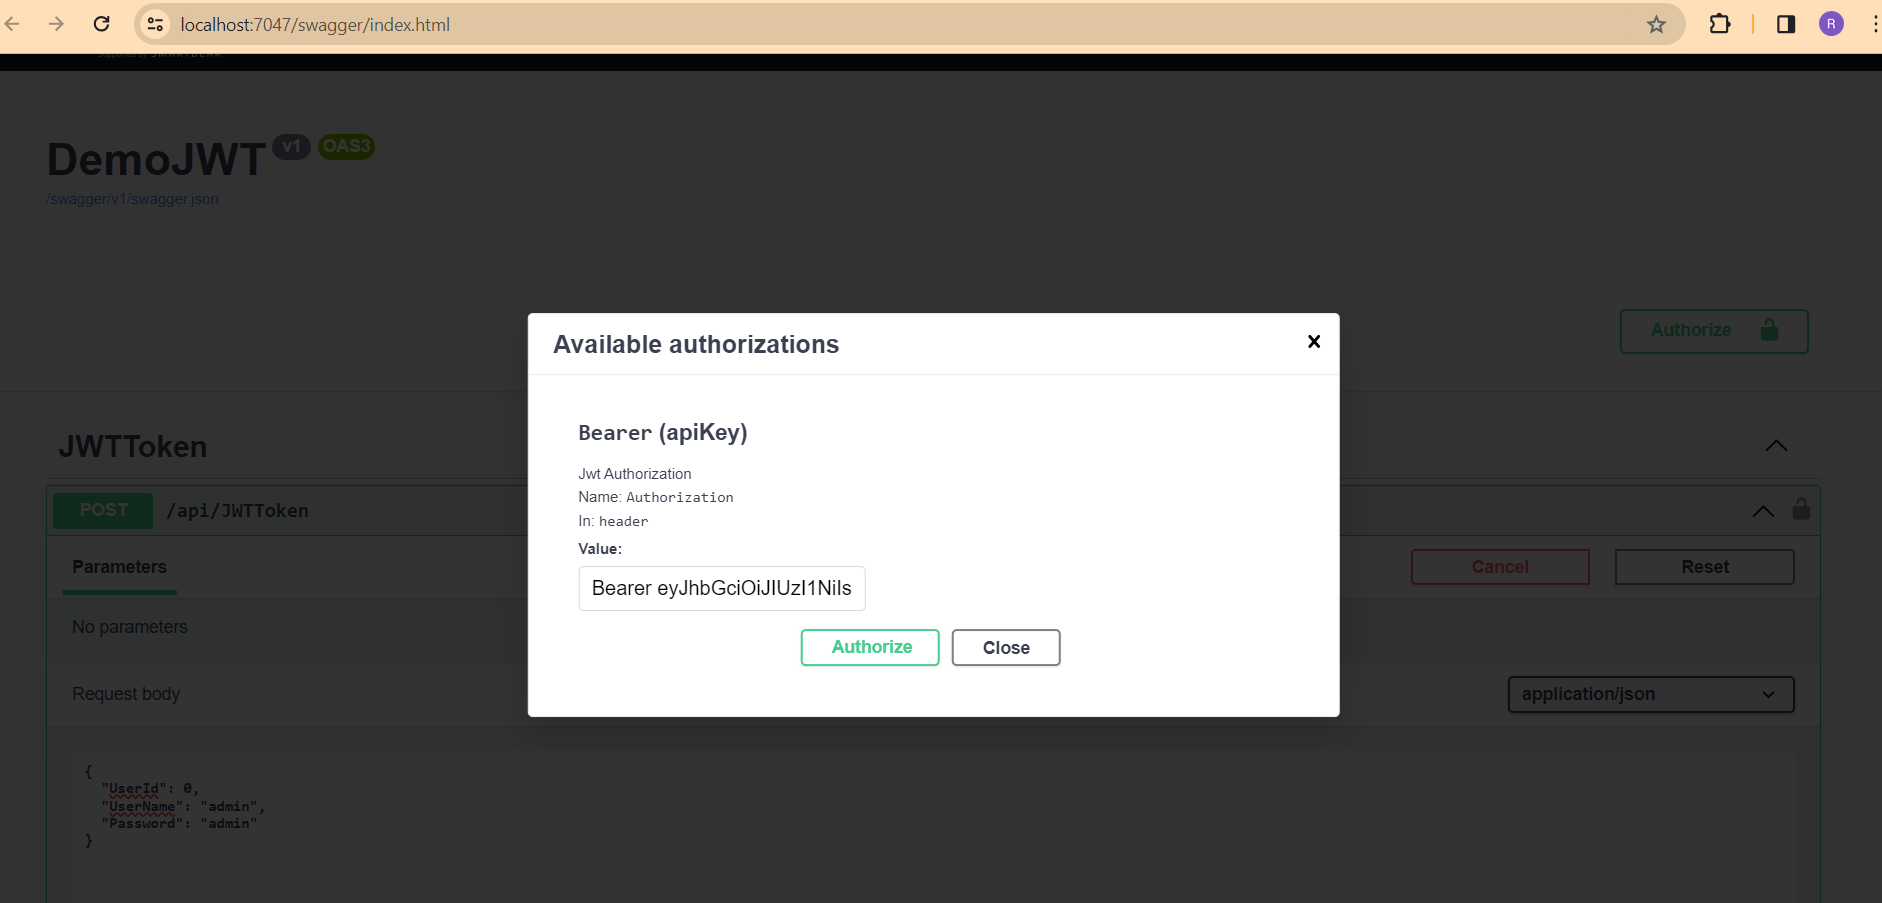 localhost:7047/swagger/index.html
R
DemoJWT v1 OAS3
/swagger/v1/swagger.json
Authorize
Available authorizations
Bearer (apiKey)
Jwt Authorization
Name: Authorization
In: header
Value:
Bearer eyJhbGciOiJIUzI1NiIs
Authorize Close
JWTToken
POST /api/JWTToken
Parameters Cancel Reset
No parameters
Request body application/json
{
"UserId": 0,
"UserName": "admin",
"Password": "admin"
}